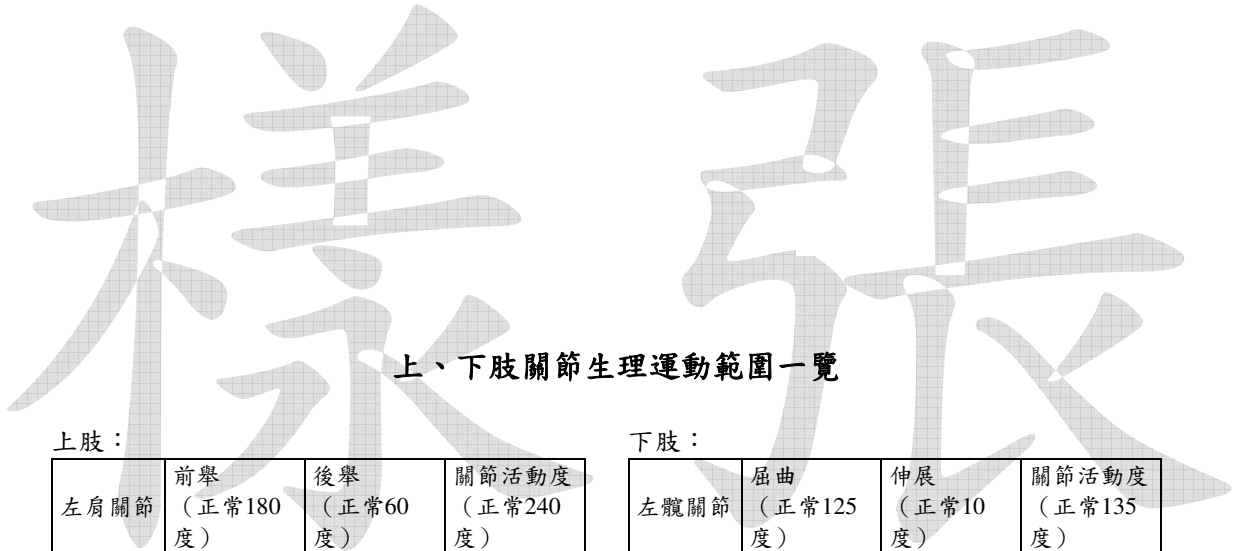 樣張
上、下肢關節生理運動範圍一覽
上肢：
左肩關節
前舉
（正常180
度）
後舉
（正常60
度）
關節活動度
（正常240
度）
下肢：
左髖關節
屈曲
（正常125
度）
伸展
（正常10
度）
關節活動度
（正常135
度）